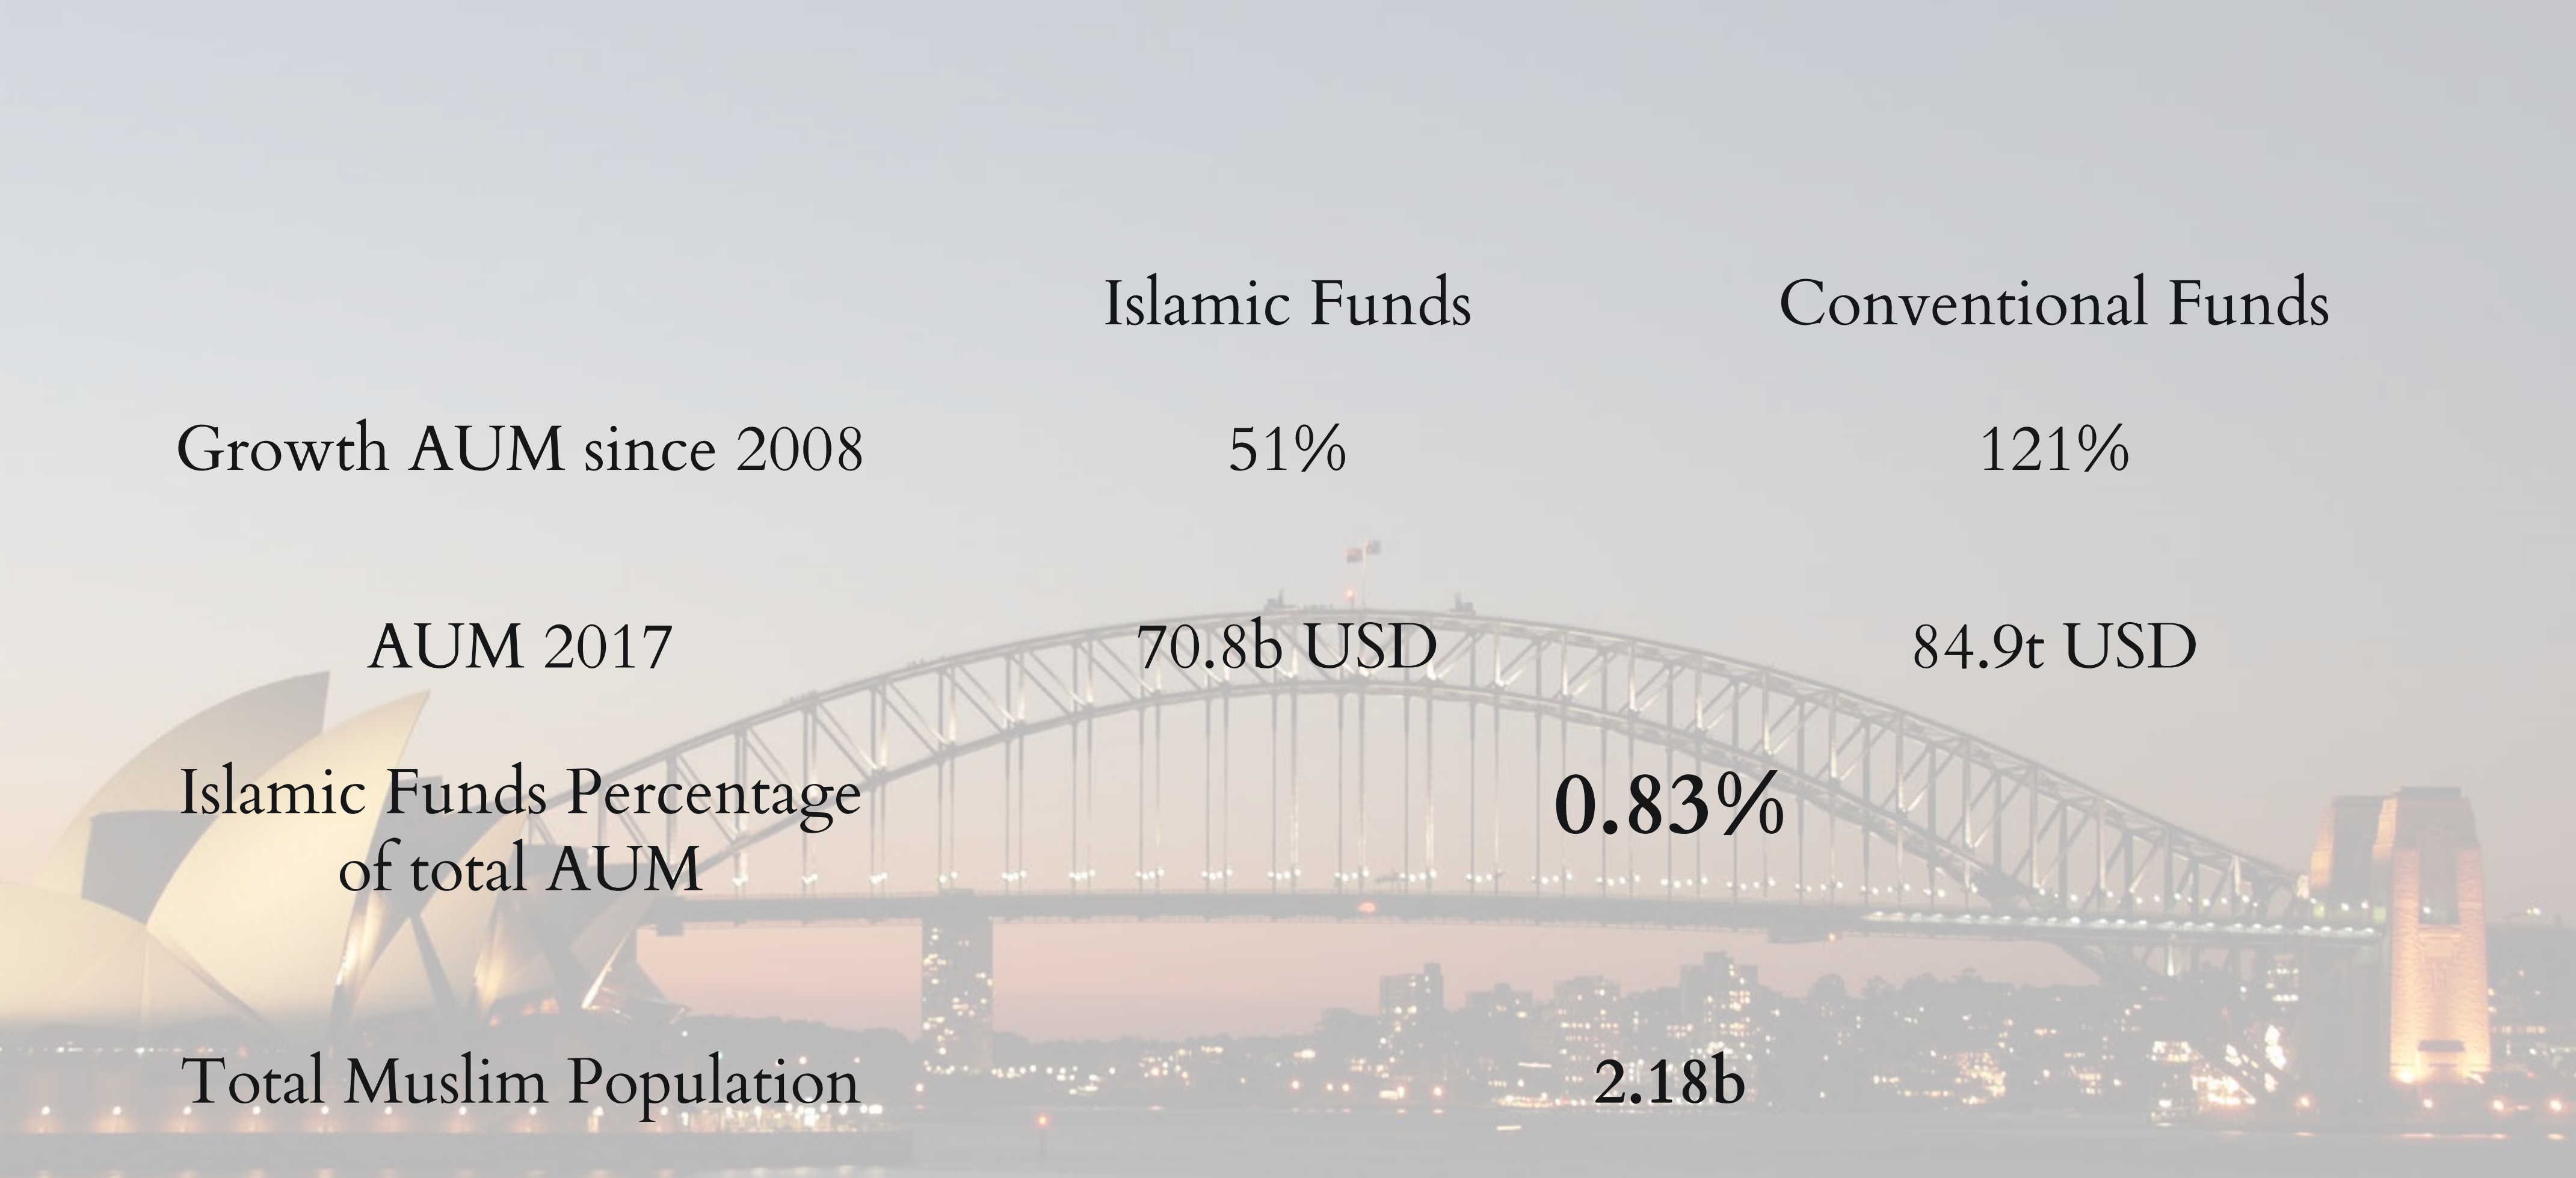 Islamic Funds Conventional Funds
Growth AUM since 2008 51% 121%
AUM 2017 70.8b USD 84.9t USD
Islamic Funds Percentage 0.83%
of total AUM
Total Muslim Population 2.18b